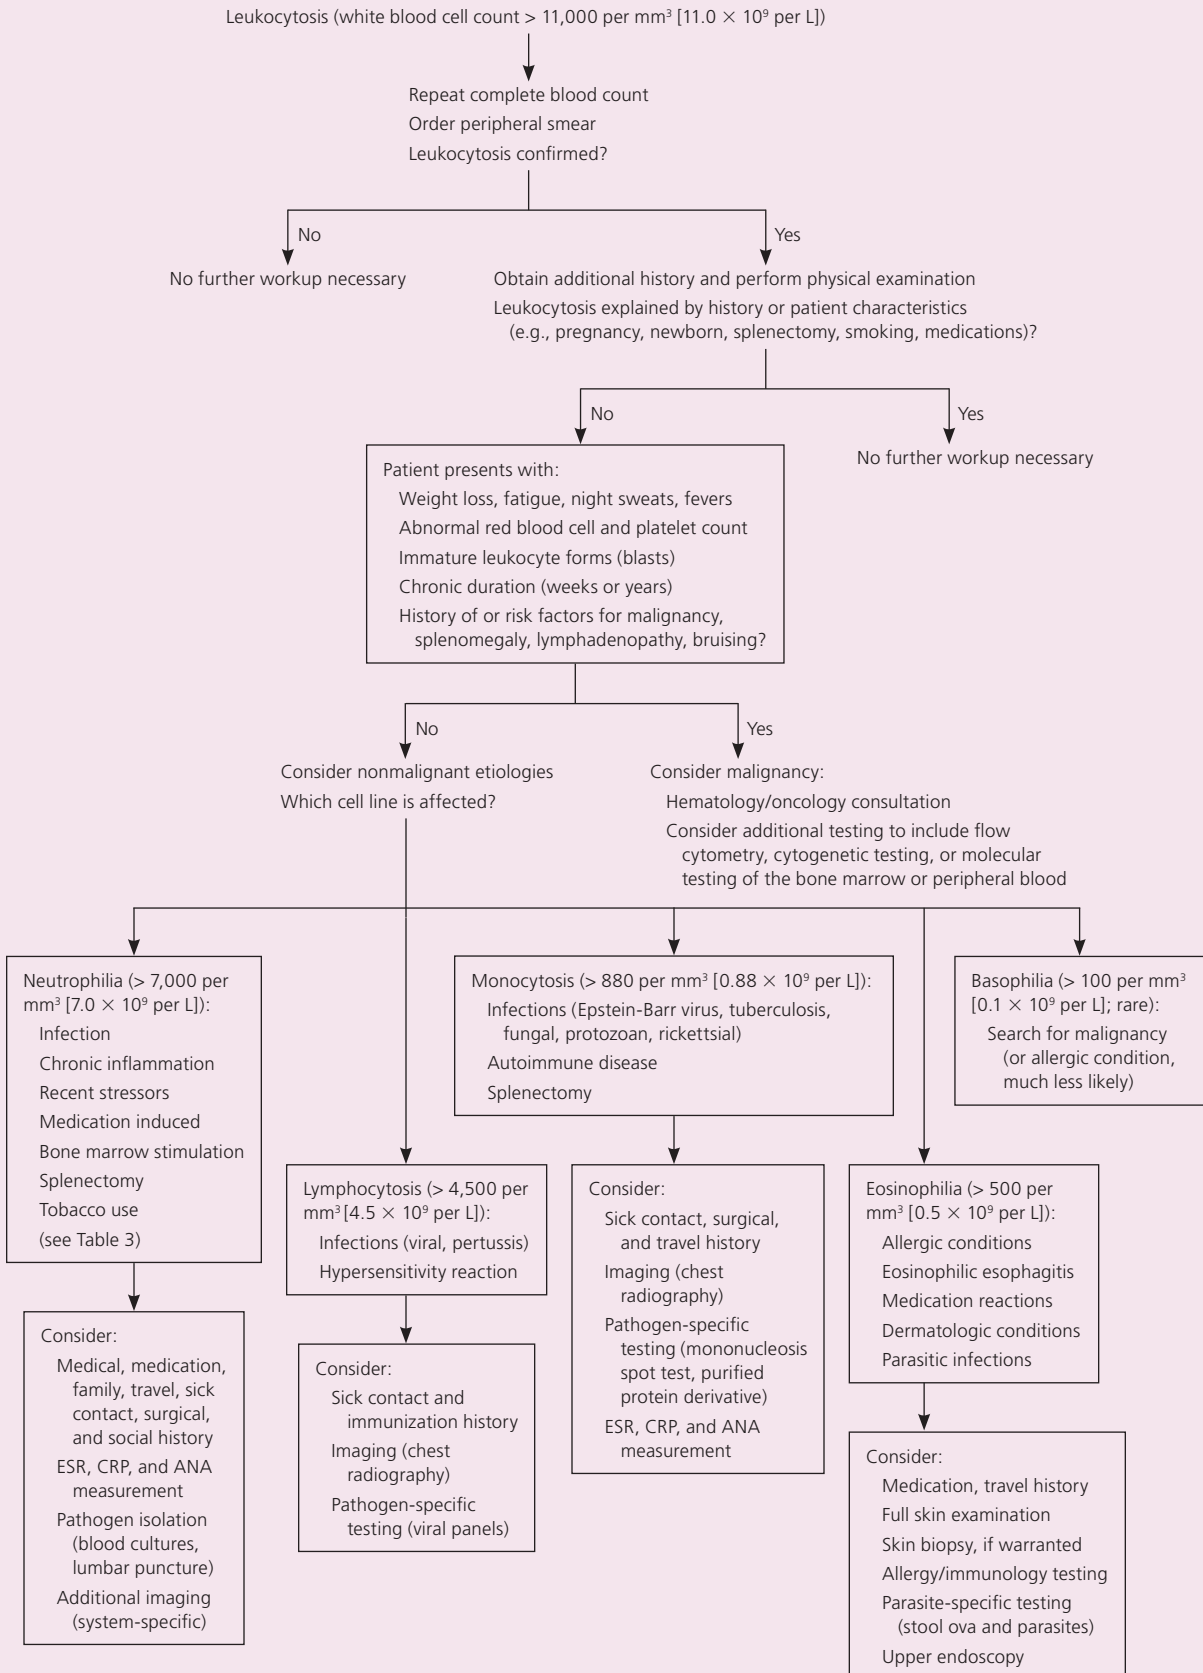 Leukocytosis (white blood cell count > 11,000 per mm³ [11.0 × 10⁹ per L])
Repeat complete blood count
Order peripheral smear
Leukocytosis confirmed?
No
Yes
No further workup necessary
Obtain additional history and perform physical examination
Leukocytosis explained by history or patient characteristics
(e.g., pregnancy, newborn, splenectomy, smoking, medications)?
No
Yes
No further workup necessary
Patient presents with:
Weight loss, fatigue, night sweats, fevers
Abnormal red blood cell and platelet count
Immature leukocyte forms (blasts)
Chronic duration (weeks or years)
History of or risk factors for malignancy,
splenomegaly, lymphadenopathy, bruising?
No
Yes
Consider nonmalignant etiologies
Which cell line is affected?
Consider malignancy:
Hematology/oncology consultation
Consider additional testing to include flow
cytometry, cytogenetic testing, or molecular
testing of the bone marrow or peripheral blood
Neutrophilia (> 7,000 per
mm³ [7.0 × 10⁹ per L]):
Infection
Chronic inflammation
Recent stressors
Medication induced
Bone marrow stimulation
Splenectomy
Tobacco use
(see Table 3)
Consider:
Medical, medication,
family, travel, sick
contact, surgical,
and social history
ESR, CRP, and ANA
measurement
Pathogen isolation
(blood cultures,
lumbar puncture)
Additional imaging
(system-specific)
Lymphocytosis (> 4,500 per
mm³ [4.5 × 10⁹ per L]):
Infections (viral, pertussis)
Hypersensitivity reaction
Consider:
Sick contact and
immunization history
Imaging (chest
radiography)
Pathogen-specific
testing (viral panels)
Monocytosis (> 880 per mm³ [0.88 × 10⁹ per L]):
Infections (Epstein-Barr virus, tuberculosis,
fungal, protozoan, rickettsial)
Autoimmune disease
Splenectomy
Consider:
Sick contact, surgical,
and travel history
Imaging (chest
radiography)
Pathogen-specific
testing (mononucleosis
spot test, purified
protein derivative)
ESR, CRP, and ANA
measurement
Eosinophilia (> 500 per
mm³ [0.5 × 10⁹ per L]):
Allergic conditions
Eosinophilic esophagitis
Medication reactions
Dermatologic conditions
Parasitic infections
Consider:
Medication, travel history
Full skin examination
Skin biopsy, if warranted
Allergy/immunology testing
Parasite-specific testing
(stool ova and parasites)
Upper endoscopy
Basophilia (> 100 per mm³
[0.1 × 10⁹ per L]; rare):
Search for malignancy
(or allergic condition,
much less likely)